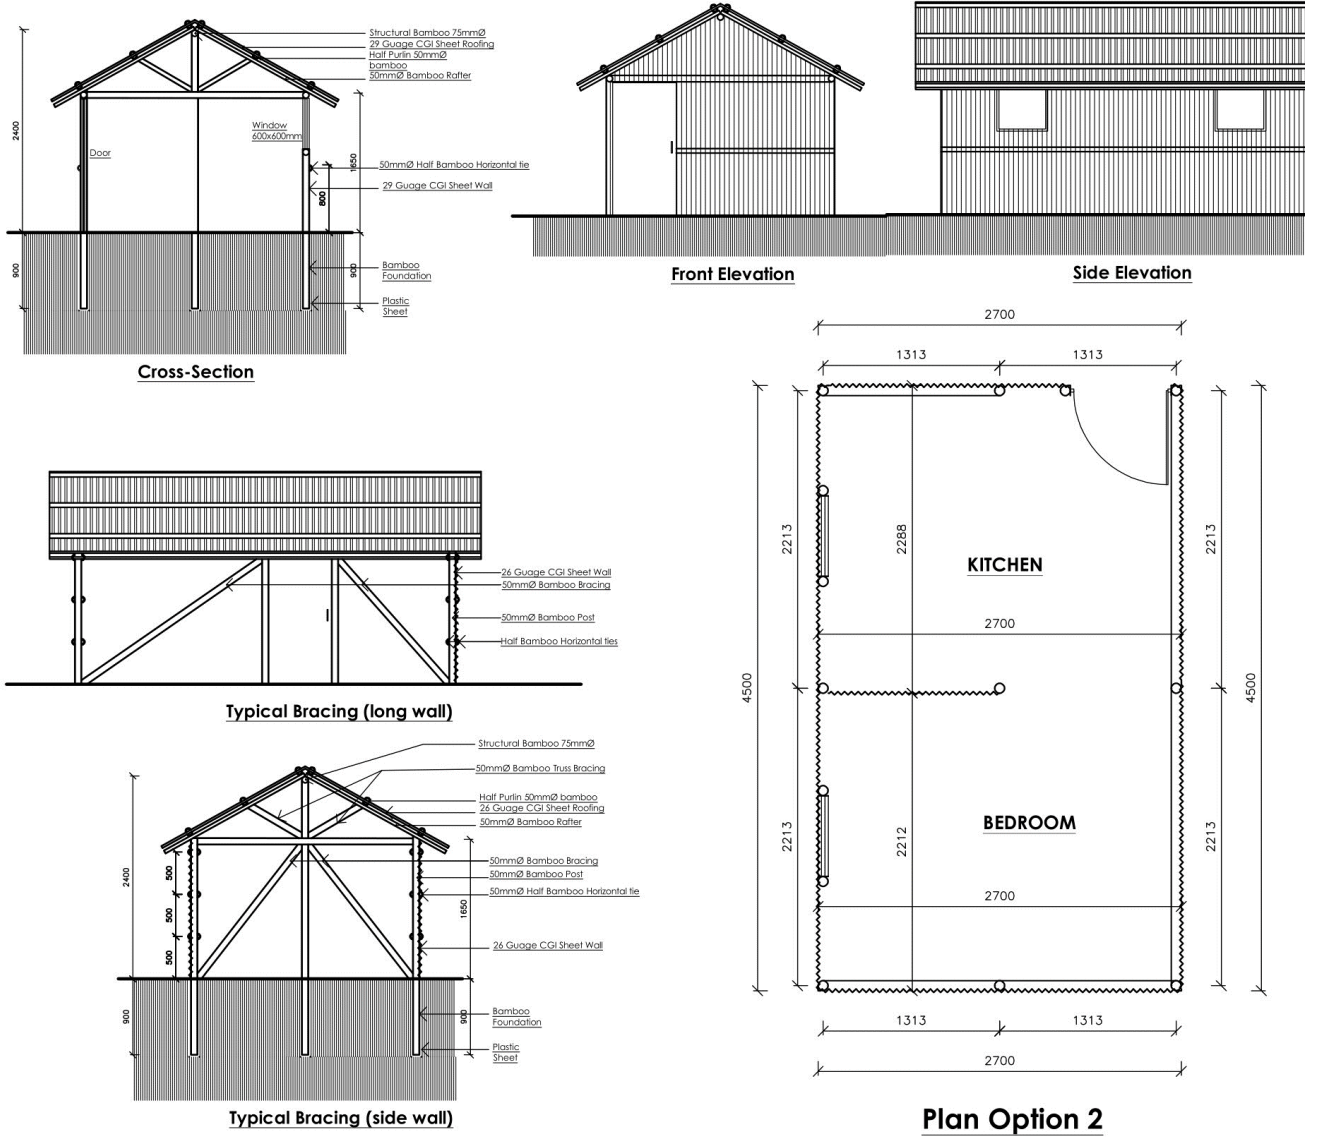 Structural Bamboo 75mmØ
29 Guage CGI Sheet Roofing
Half Purlin 50mmØ
bamboo
50mmØ Bamboo Rafter
2400
Window
600x600mm
Door
1650
50mmØ Half Bamboo Horizontal tie
29 Guage CGI Sheet Wall
800
900
900
Bamboo
Foundation
Plastic
Sheet
Cross-Section
Front Elevation
Side Elevation
26 Guage CGI Sheet Wall
50mmØ Bamboo Bracing
50mmØ Bamboo Post
Half Bamboo Horizontal ties
Typical Bracing (long wall)
Structural Bamboo 75mmØ
50mmØ Bamboo Truss Bracing
Half Purlin 50mmØ bamboo
26 Guage CGI Sheet Roofing
50mmØ Bamboo Rafter
50mmØ Bamboo Bracing
50mmØ Bamboo Post
50mmØ Half Bamboo Horizontal tie
2400
500
500
500
1650
26 Guage CGI Sheet Wall
900
900
Bamboo
Foundation
Plastic
Sheet
Typical Bracing (side wall)
2700
1313
1313
2213
2288
2213
KITCHEN
2700
4500
4500
BEDROOM
2213
2212
2213
2700
1313
1313
2700
Plan Option 2